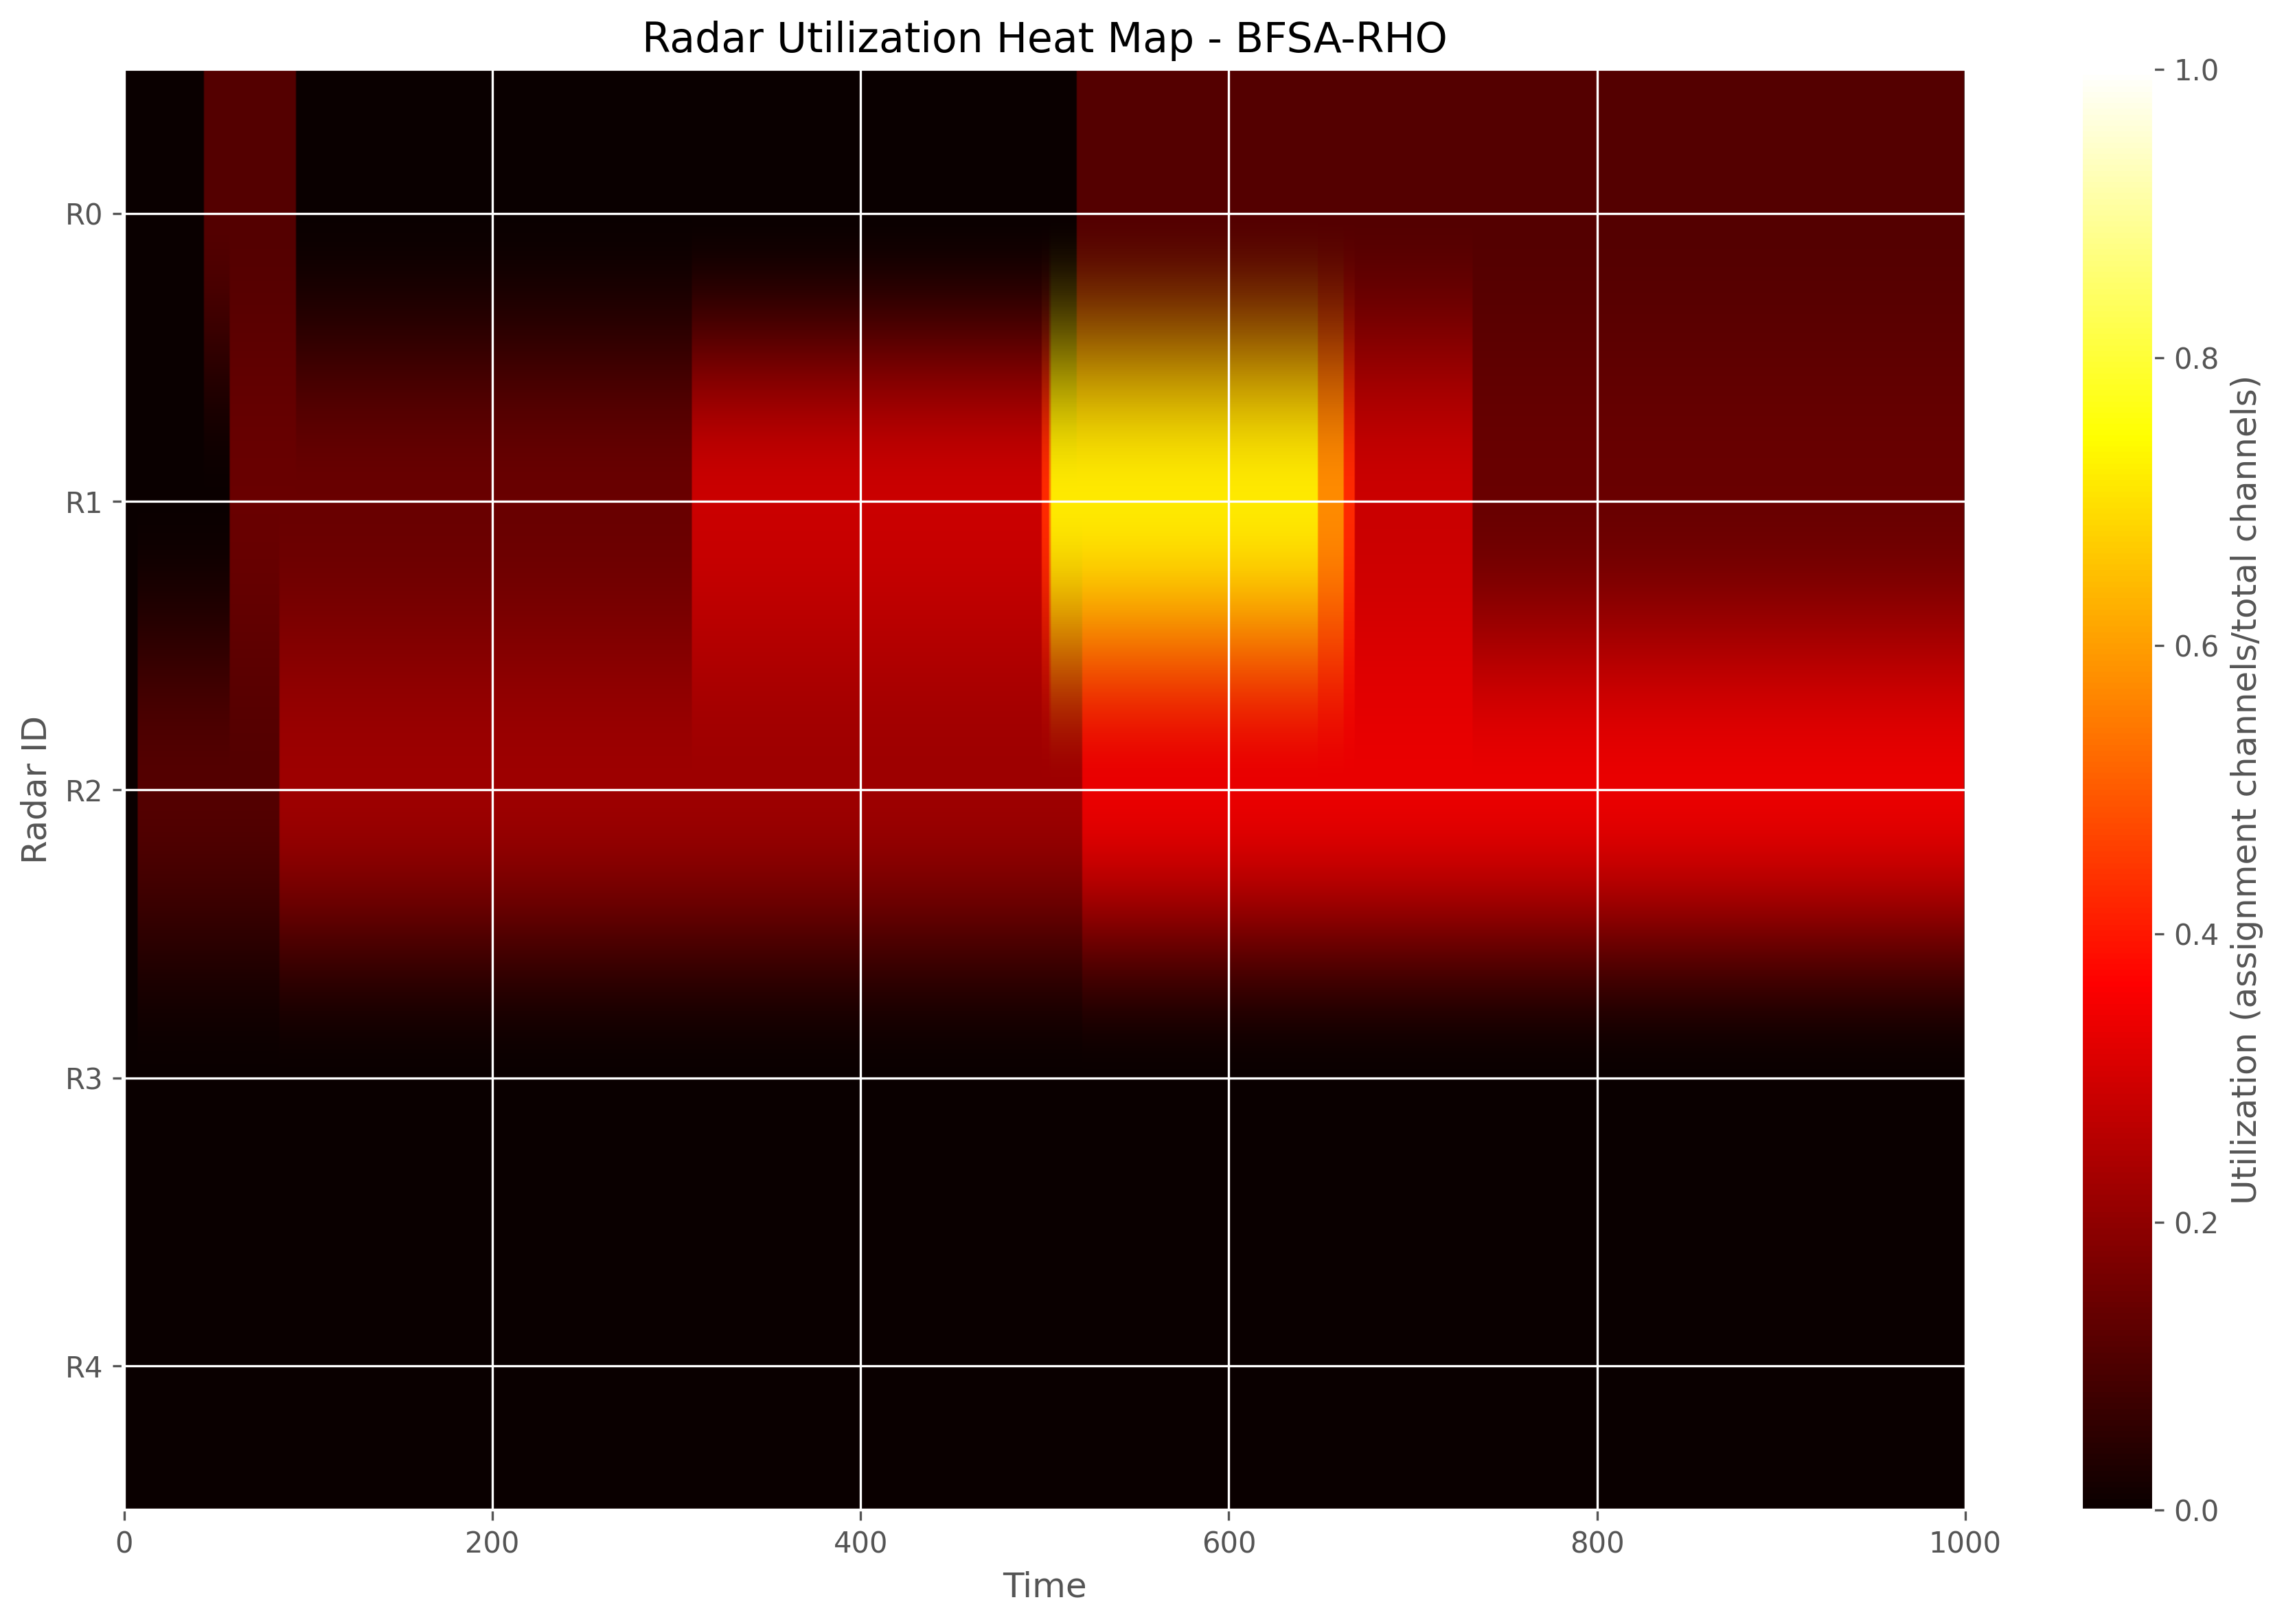 Radar Utilization Heat Map - BFSA-RHO
Radar ID
R0
R1
R2
R3
R4
0
200
400
600
800
1000
Time
1.0
0.8
0.6
0.4
0.2
0.0
Utilization (assignment channels/total channels)